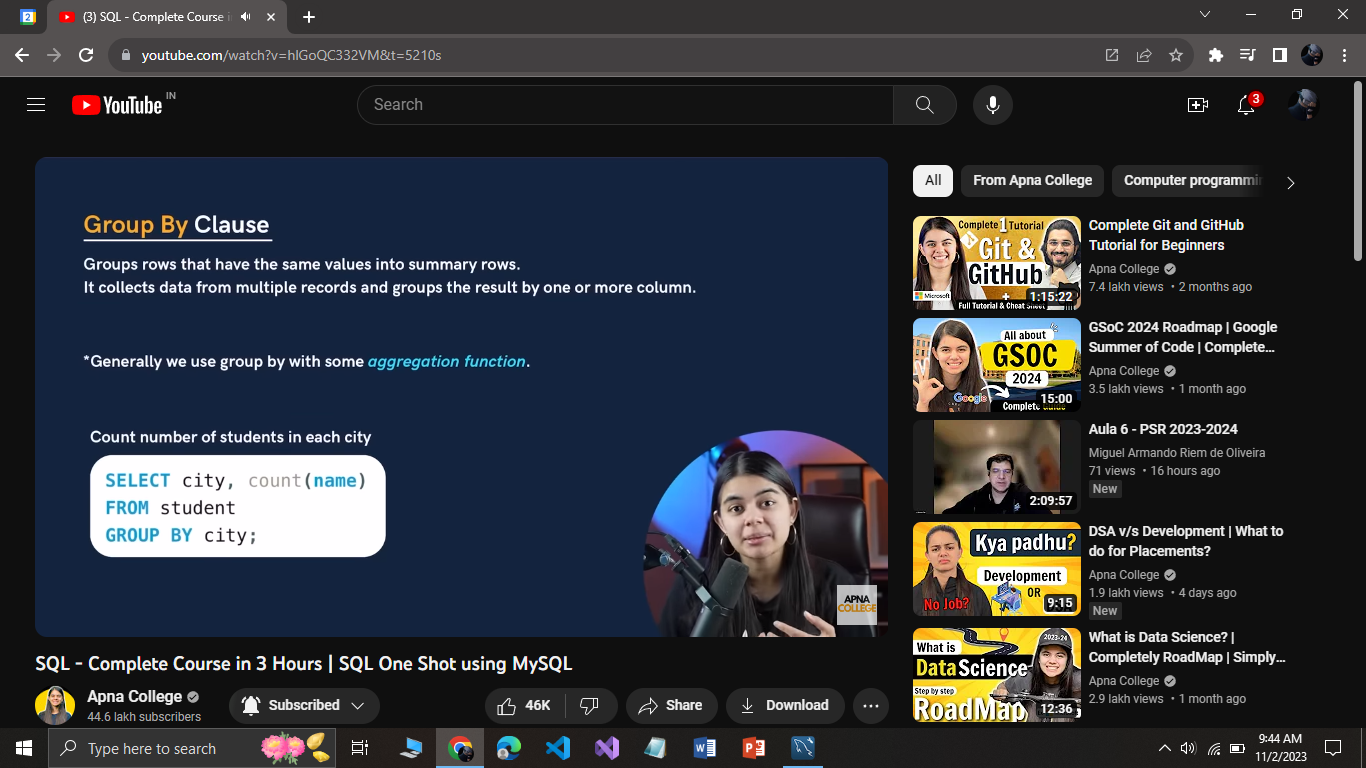 2
(3) SQL - Complete Course i
youtube.com/watch?v=hlGoQC332VM&t=5210s
YouTube IN
Search
3
Group By Clause
Groups rows that have the same values into summary rows.
It collects data from multiple records and groups the result by one or more column.
*Generally we use group by with some aggregation function.
Count number of students in each city
SELECT city, count(name)
FROM student
GROUP BY city;
APNA
COLLEGE
SQL - Complete Course in 3 Hours | SQL One Shot using MySQL
Apna College
44.6 lakh subscribers
Subscribed
46K
Share
Download
All
From Apna College
Computer programmin
Complete 1 Tutorial
Git &
GitHub
Microsoft
Full Tutorial & Cheat Sheet
1:15:22
Complete Git and GitHub
Tutorial for Beginners
Apna College
7.4 lakh views • 2 months ago
All about
GSOC
2024
Google
Complete Guide
15:00
GSoC 2024 Roadmap | Google
Summer of Code | Complete...
Apna College
3.5 lakh views • 1 month ago
2:09:57
Aula 6 - PSR 2023-2024
Miguel Armando Riem de Oliveira
71 views • 16 hours ago
New
Kya padhu?
Development
OR
No Job?
9:15
DSA v/s Development | What to
do for Placements?
Apna College
1.9 lakh views • 4 days ago
New
2023-24
What is
Data Science?
Step by step
RoadMap
12:36
What is Data Science? |
Completely RoadMap | Simply...
Apna College
2.9 lakh views • 1 month ago
Type here to search
9:44 AM
11/2/2023